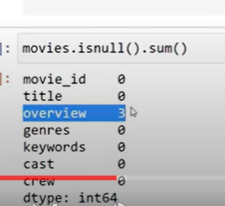 ]: movies.isnull().sum()
]: movie_id 0
title 0
overview 3
genres 0
keywords 0
cast 0
crew 0
dtype: int64